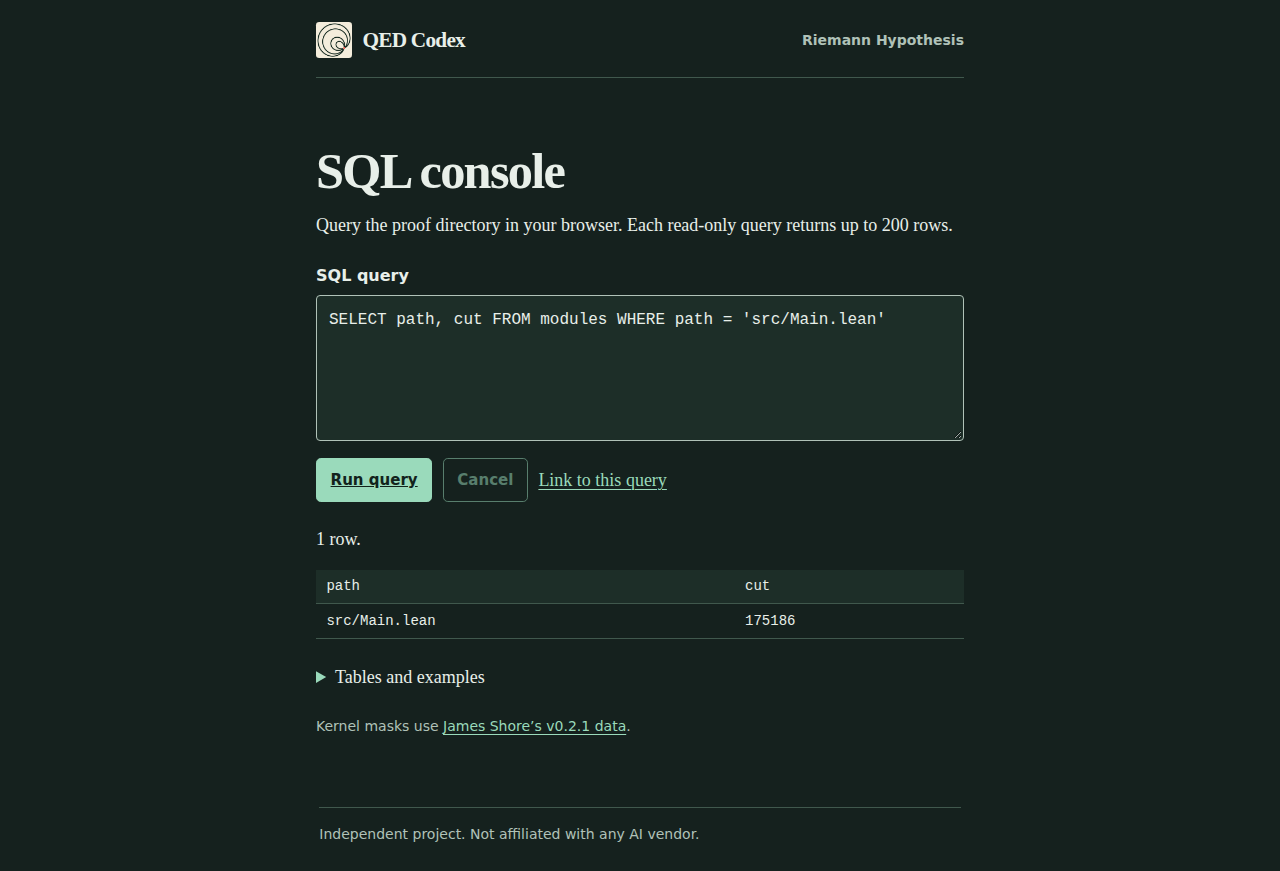 QED Codex
Riemann Hypothesis
SQL console
Query the proof directory in your browser. Each read-only query returns up to 200 rows.
SQL query
SELECT path, cut FROM modules WHERE path = 'src/Main.lean'
Run query Cancel Link to this query
1 row.
path cut
src/Main.lean 175186
Tables and examples
Kernel masks use James Shore’s v0.2.1 data.
Independent project. Not affiliated with any AI vendor.